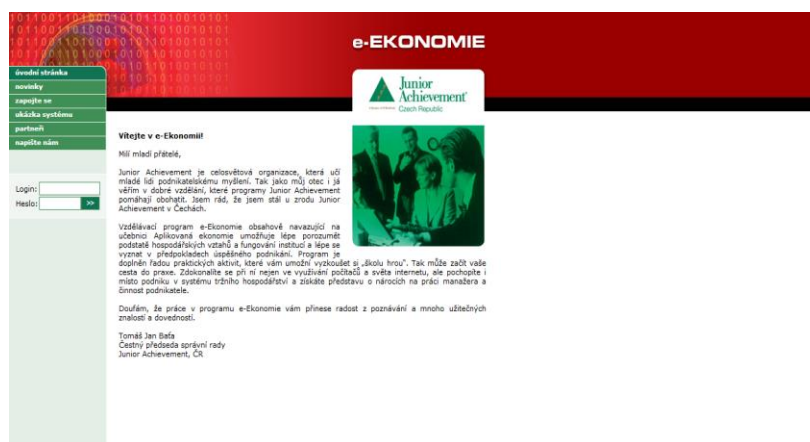 e-EKONOMIE
Junior
Achievement
Czech Republic
úvodní stránka
novinky
zapojte se
ukázka systému
partneři
napište nám
Login:
Heslo:
>>
Vítejte v e-Ekonomii!
Milí mladí přátelé,
Junior Achievement je celosvětová organizace, která učí
mladé lidi podnikatelskému myšlení. Tak jako můj otec i já
věřím v dobré vzdělání, které programy Junior Achievement
pomáhají obohatit. Jsem rád, že jsem stál u zrodu Junior
Achievement v Čechách.
Vzdělávací program e-Ekonomie obsahově navazující na
učebnici Aplikovaná ekonomie umožňuje lépe porozumět
podstatě hospodářských vztahů a fungování institucí a lépe se
vyznat v předpokladech úspěšného podnikání. Program je
doplněn řadou praktických aktivit, které vám umožní vyzkoušet si „školu hrou“. Tak může začít vaše
cesta do praxe. Zdokonalíte se při ní nejen ve využívání počítačů a světa internetu, ale pochopíte i
místo podniku v systému tržního hospodářství a získáte představu o nárocích na práci manažera a
činnost podnikatele.
Doufám, že práce v programu e-Ekonomie vám přinese radost z poznávání a mnoho užitečných
znalostí a dovedností.
Tomáš Jan Baťa
Čestný předseda správní rady
Junior Achievement, ČR